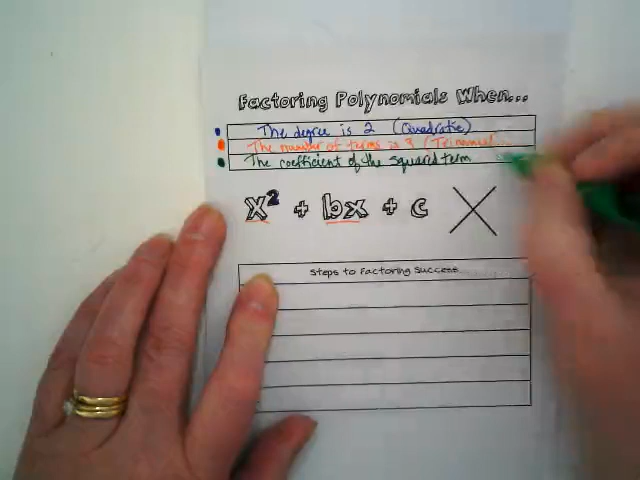 Factoring Polynomials When...
The degree is 2 (Quadratic)
The number of terms is 3 (Trinomial
The coefficient of the squared term
x² + bx + c
Steps to Factoring Success